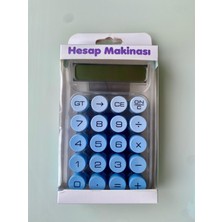 Hesap Makinası
GT → CE ON/C
7 8 9 ÷
4 5 6 x
1 2 3 −
0 . = +